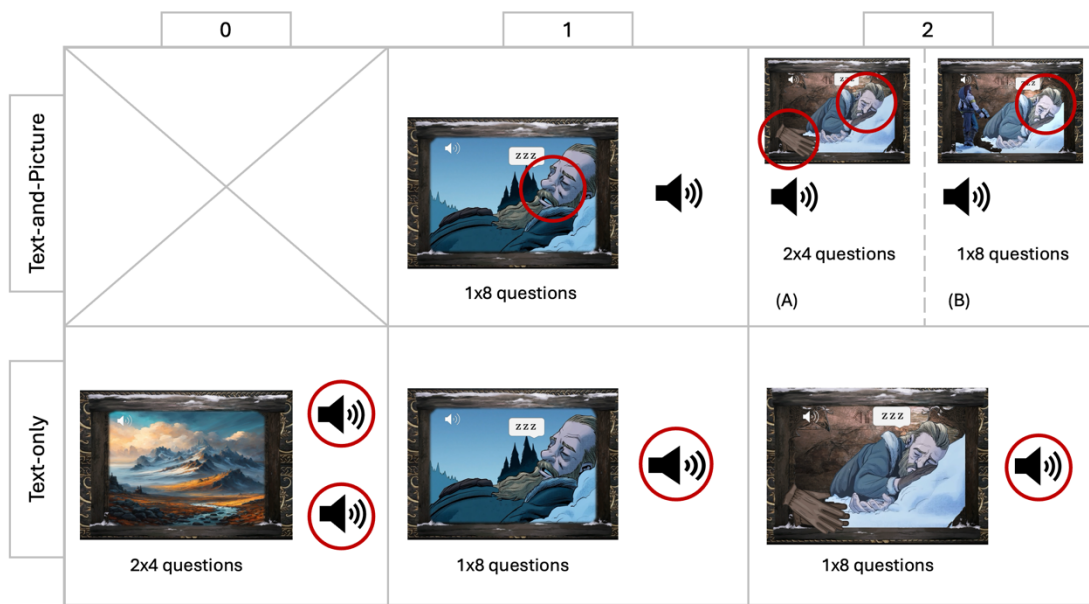 0
1
2
Text-and-Picture
zzz
1x8 questions
zzz
2x4 questions
(A)
zzz
1x8 questions
(B)
Text-only
2x4 questions
zzz
1x8 questions
zzz
1x8 questions